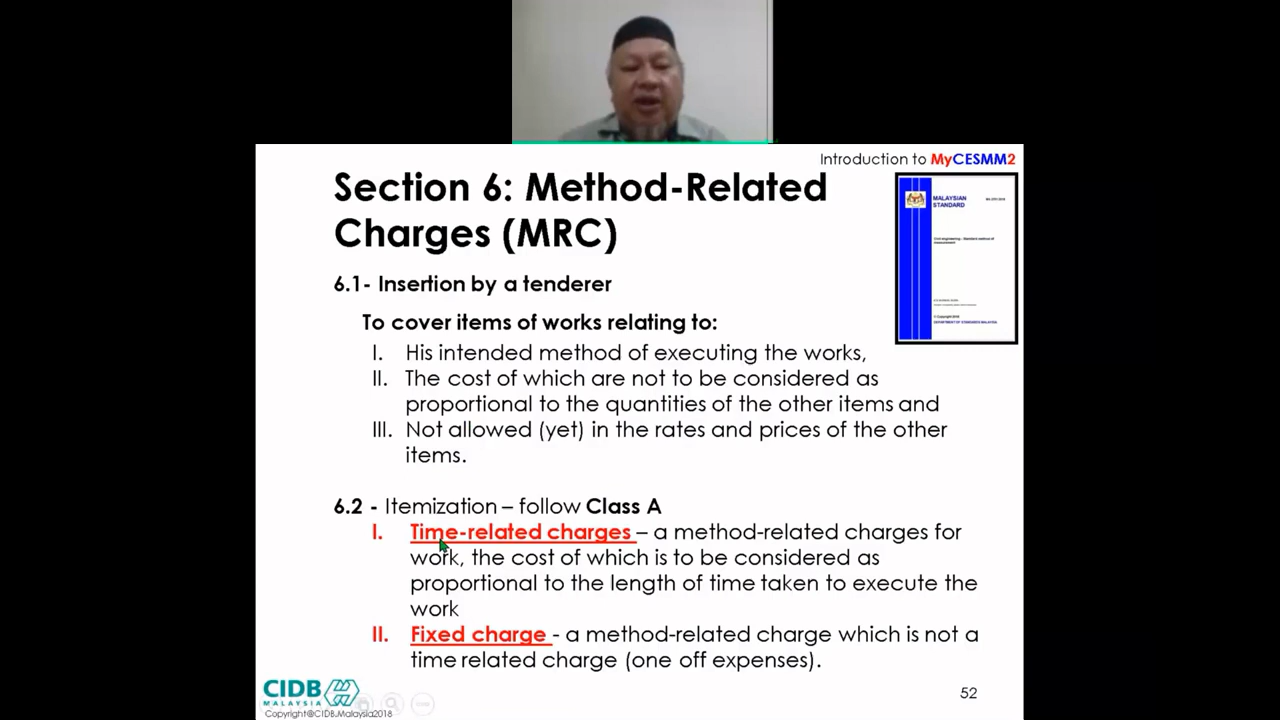 Introduction to MyCESMM2
Section 6: Method-Related
Charges (MRC)
MALAYSIAN
STANDARD
6.1- Insertion by a tenderer
To cover items of works relating to:
I. His intended method of executing the works,
II. The cost of which are not to be considered as
proportional to the quantities of the other items and
III. Not allowed (yet) in the rates and prices of the other
items.
6.2 - Itemization – follow Class A
I. Time-related charges – a method-related charges for
work, the cost of which is to be considered as
proportional to the length of time taken to execute the
work
II. Fixed charge - a method-related charge which is not a
time related charge (one off expenses).
CIDB
MALAYSIA
Copyright@CIDB.Malaysia2018
52